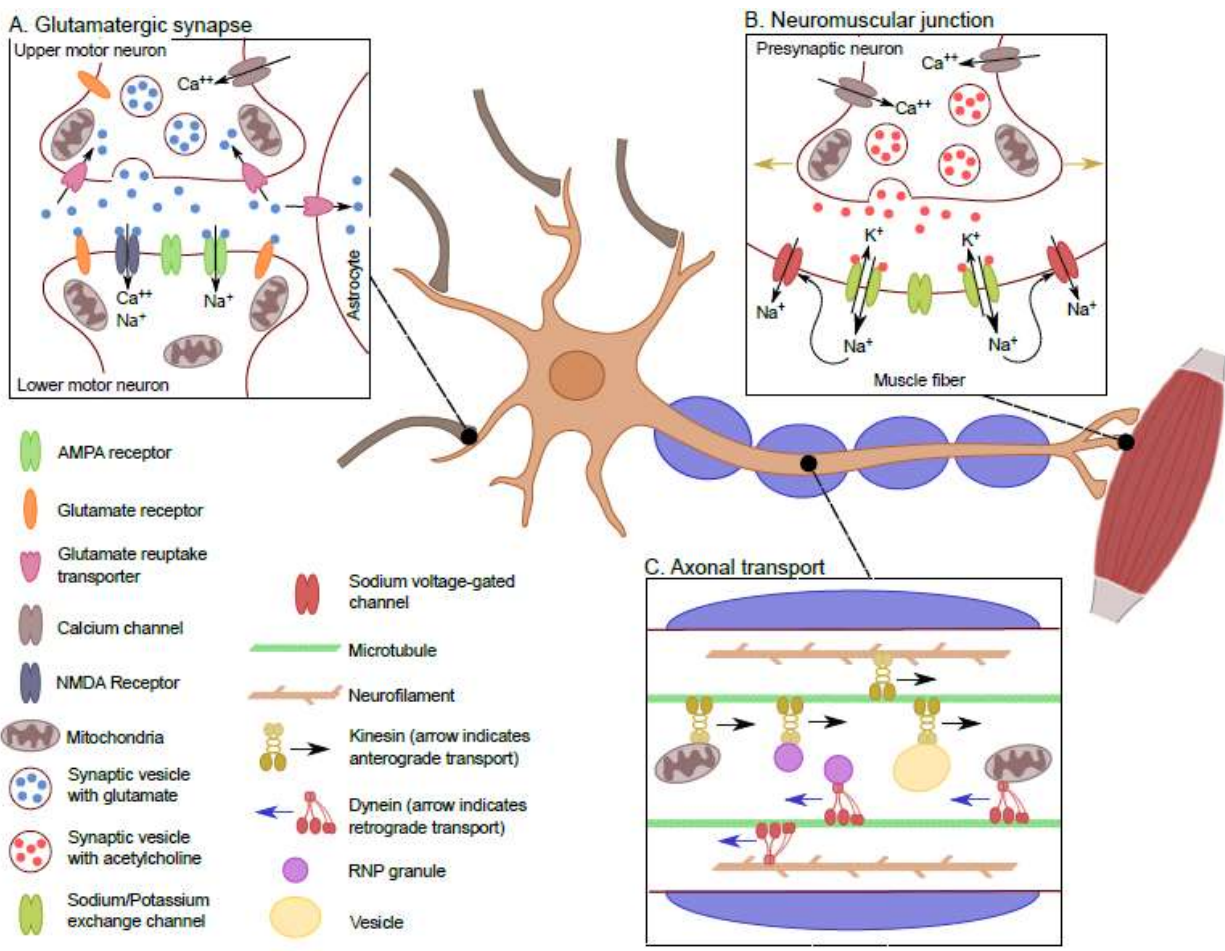 A. Glutamatergic synapse
Upper motor neuron
Ca++
Ca++
Na+
Na+
Astrocyte
Lower motor neuron
B. Neuromuscular junction
Presynaptic neuron
Ca++
Ca++
K+
K+
Na+
Na+
Na+
Na+
Muscle fiber
AMPA receptor
Glutamate receptor
Glutamate reuptake
transporter
Calcium channel
NMDA Receptor
Mitochondria
Synaptic vesicle
with glutamate
Synaptic vesicle
with acetylcholine
Sodium/Potassium
exchange channel
Sodium voltage-gated
channel
Microtubule
Neurofilament
Kinesin (arrow indicates
anterograde transport)
Dynein (arrow indicates
retrograde transport)
RNP granule
Vesicle
C. Axonal transport